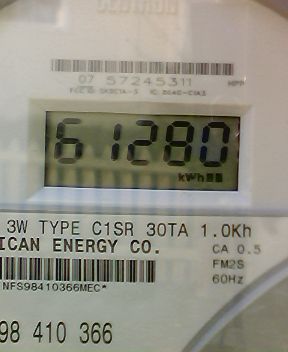 07 57245311
61280
kWh
3W TYPE C1SR 30TA 1.0Kh
ICAN ENERGY CO.
CA 0.5
FM2S
60Hz
NFS98410366MEC*
98 410 366